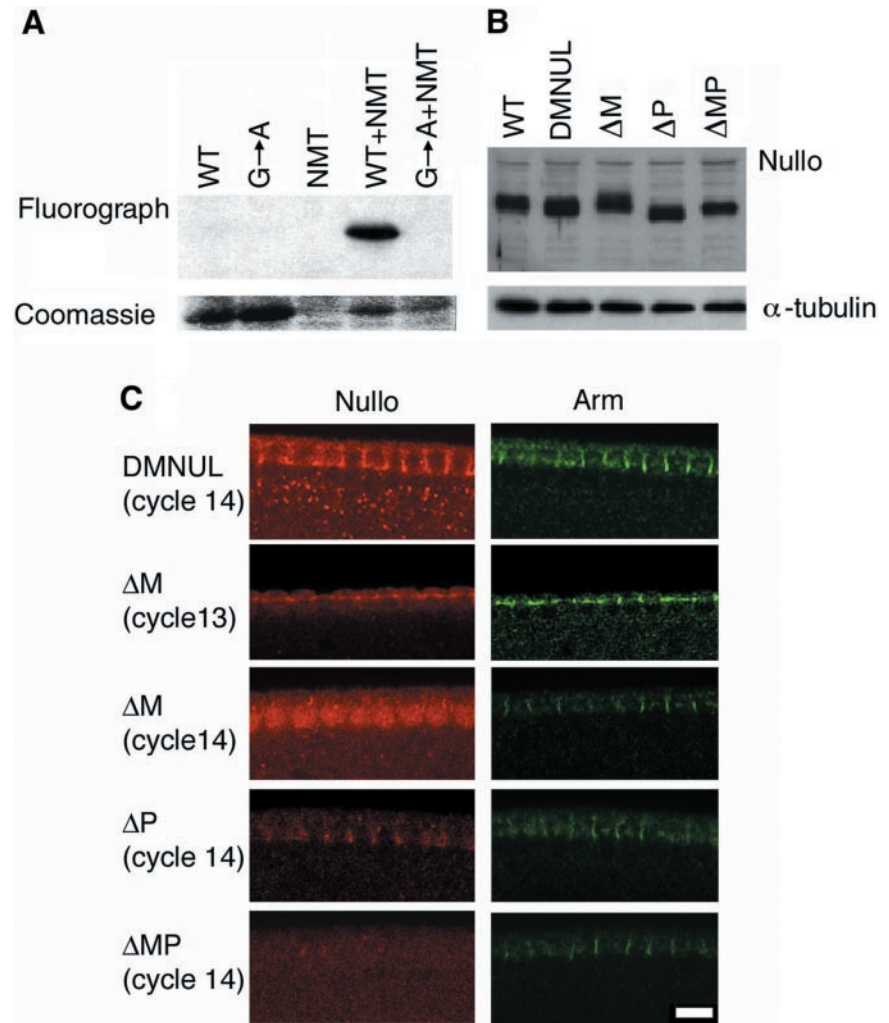 A
WT
G→A
NMT
WT+NMT
G→A+NMT
Fluorograph
Coomassie
B
WT
DMNUL
ΔM
ΔP
ΔMP
Nullo
α-tubulin
C
Nullo
Arm
DMNUL
(cycle 14)
ΔM
(cycle13)
ΔM
(cycle14)
ΔP
(cycle 14)
ΔMP
(cycle 14)